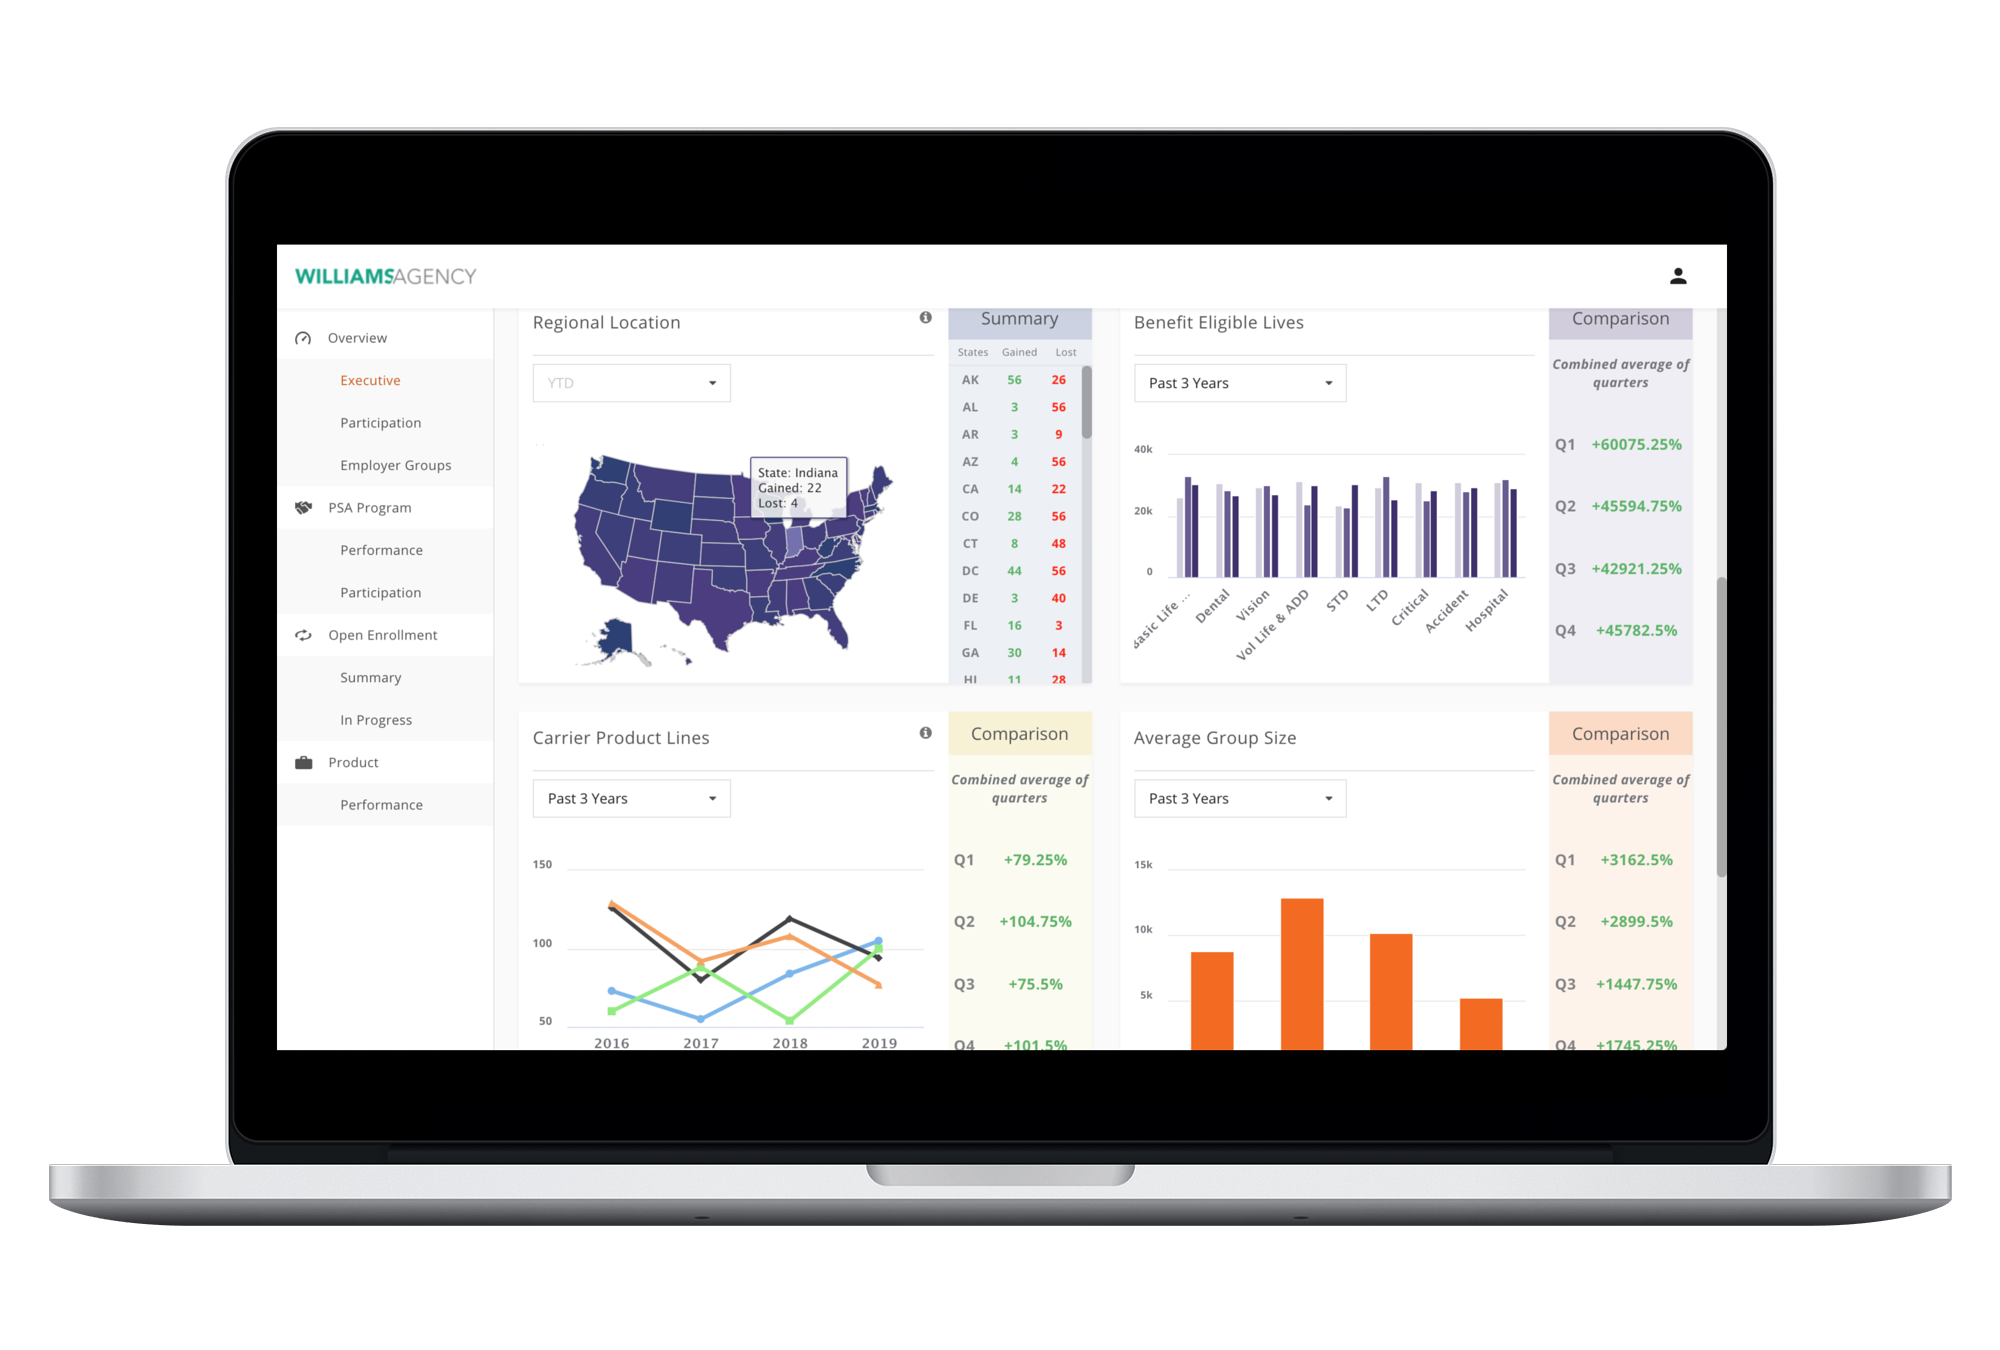 WILLIAMSAGENCY
Overview
Executive
Participation
Employer Groups
PSA Program
Performance
Participation
Open Enrollment
Summary
In Progress
Product
Performance
Regional Location
YTD
State: Indiana
Gained: 22
Lost: 4
Summary
States Gained Lost
AK 56 26
AL 3 56
AR 3 9
AZ 4 56
CA 14 22
CO 28 56
CT 8 48
DC 44 56
DE 3 40
FL 16 3
GA 30 14
HI 11 28
Benefit Eligible Lives
Past 3 Years
40k
20k
0
Basic Life ...
Dental
Vision
Vol Life & ADD
STD
LTD
Critical
Accident
Hospital
Comparison
Combined average of
quarters
Q1 +60075.25%
Q2 +45594.75%
Q3 +42921.25%
Q4 +45782.5%
Carrier Product Lines
Past 3 Years
150
100
50
2016 2017 2018 2019
Comparison
Combined average of
quarters
Q1 +79.25%
Q2 +104.75%
Q3 +75.5%
Q4 +101.5%
Average Group Size
Past 3 Years
15k
10k
5k
Comparison
Combined average of
quarters
Q1 +3162.5%
Q2 +2899.5%
Q3 +1447.75%
Q4 +1745.25%